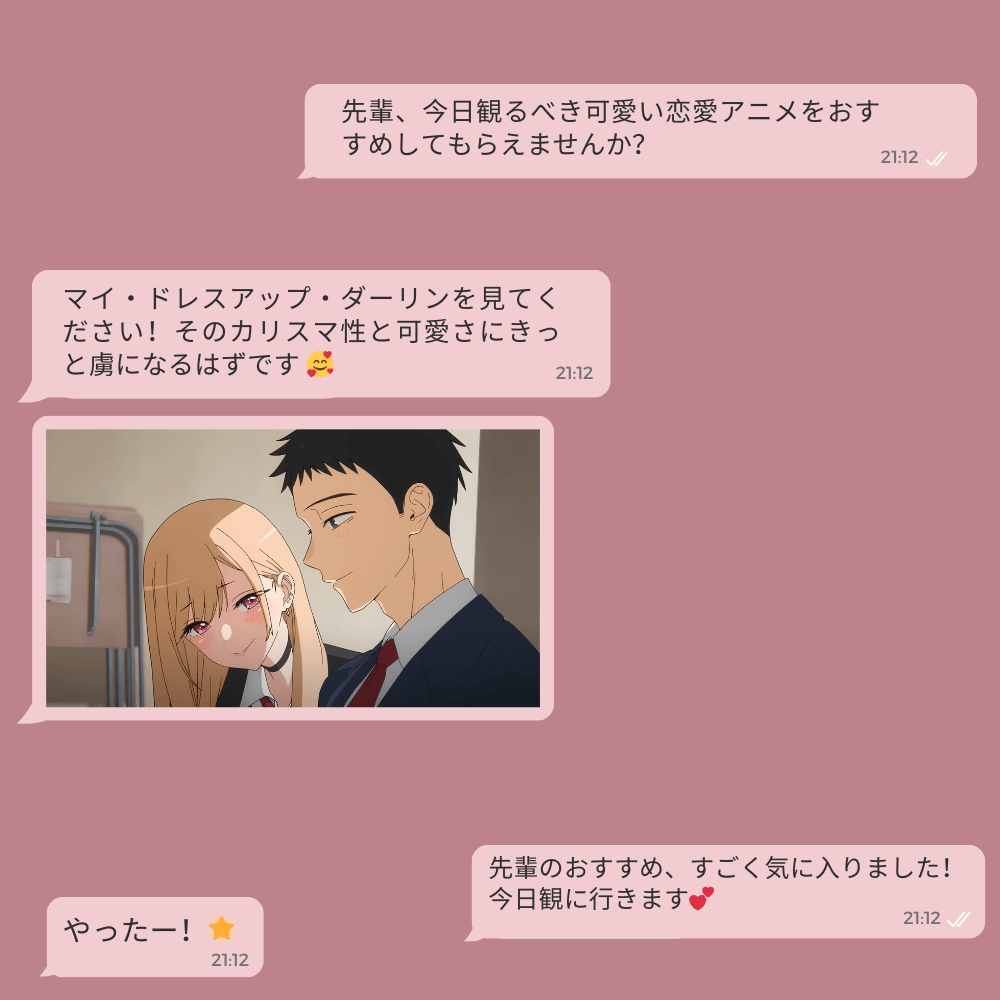 先輩、今日観るべき可愛い恋愛アニメをおす
すめしてもらえませんか?
21:12
マイ・ドレスアップ・ダーリンを見てく
ださい！そのカリスマ性と可愛さにきっ
と虜になるはずです🥰
21:12
先輩のおすすめ、すごく気に入りました！
今日観に行きます💕
21:12
やったー！⭐
21:12